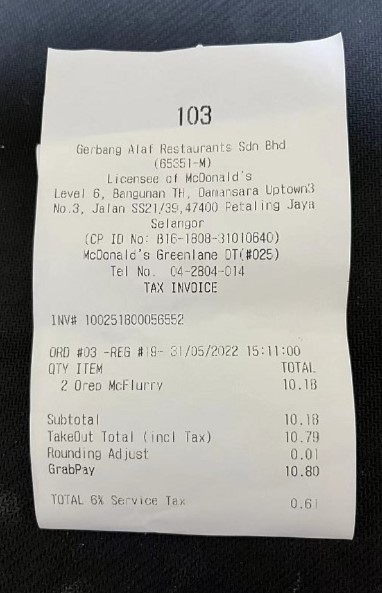 103
Gerbang Alaf Restaurants Sdn Bhd
(65351-M)
Licensee of McDonald's
Level 6, Bangunan TH, Damansara Uptown3
No.3, Jalan SS21/39,47400 Petaling Jaya
Selangor
(CP ID No: B16-1808-31010640)
McDonald's Greenlane DT(#025)
Tel No. 04-2804-014
TAX INVOICE
INV# 100251800056552
ORD #03 -REG #19- 31/05/2022 15:11:00
QTY ITEM TOTAL
2 Oreo McFlurry 10.18
Subtotal 10.18
TakeOut Total (incl Tax) 10.79
Rounding Adjust 0.01
GrabPay 10.80
TOTAL 6% Service Tax 0.61